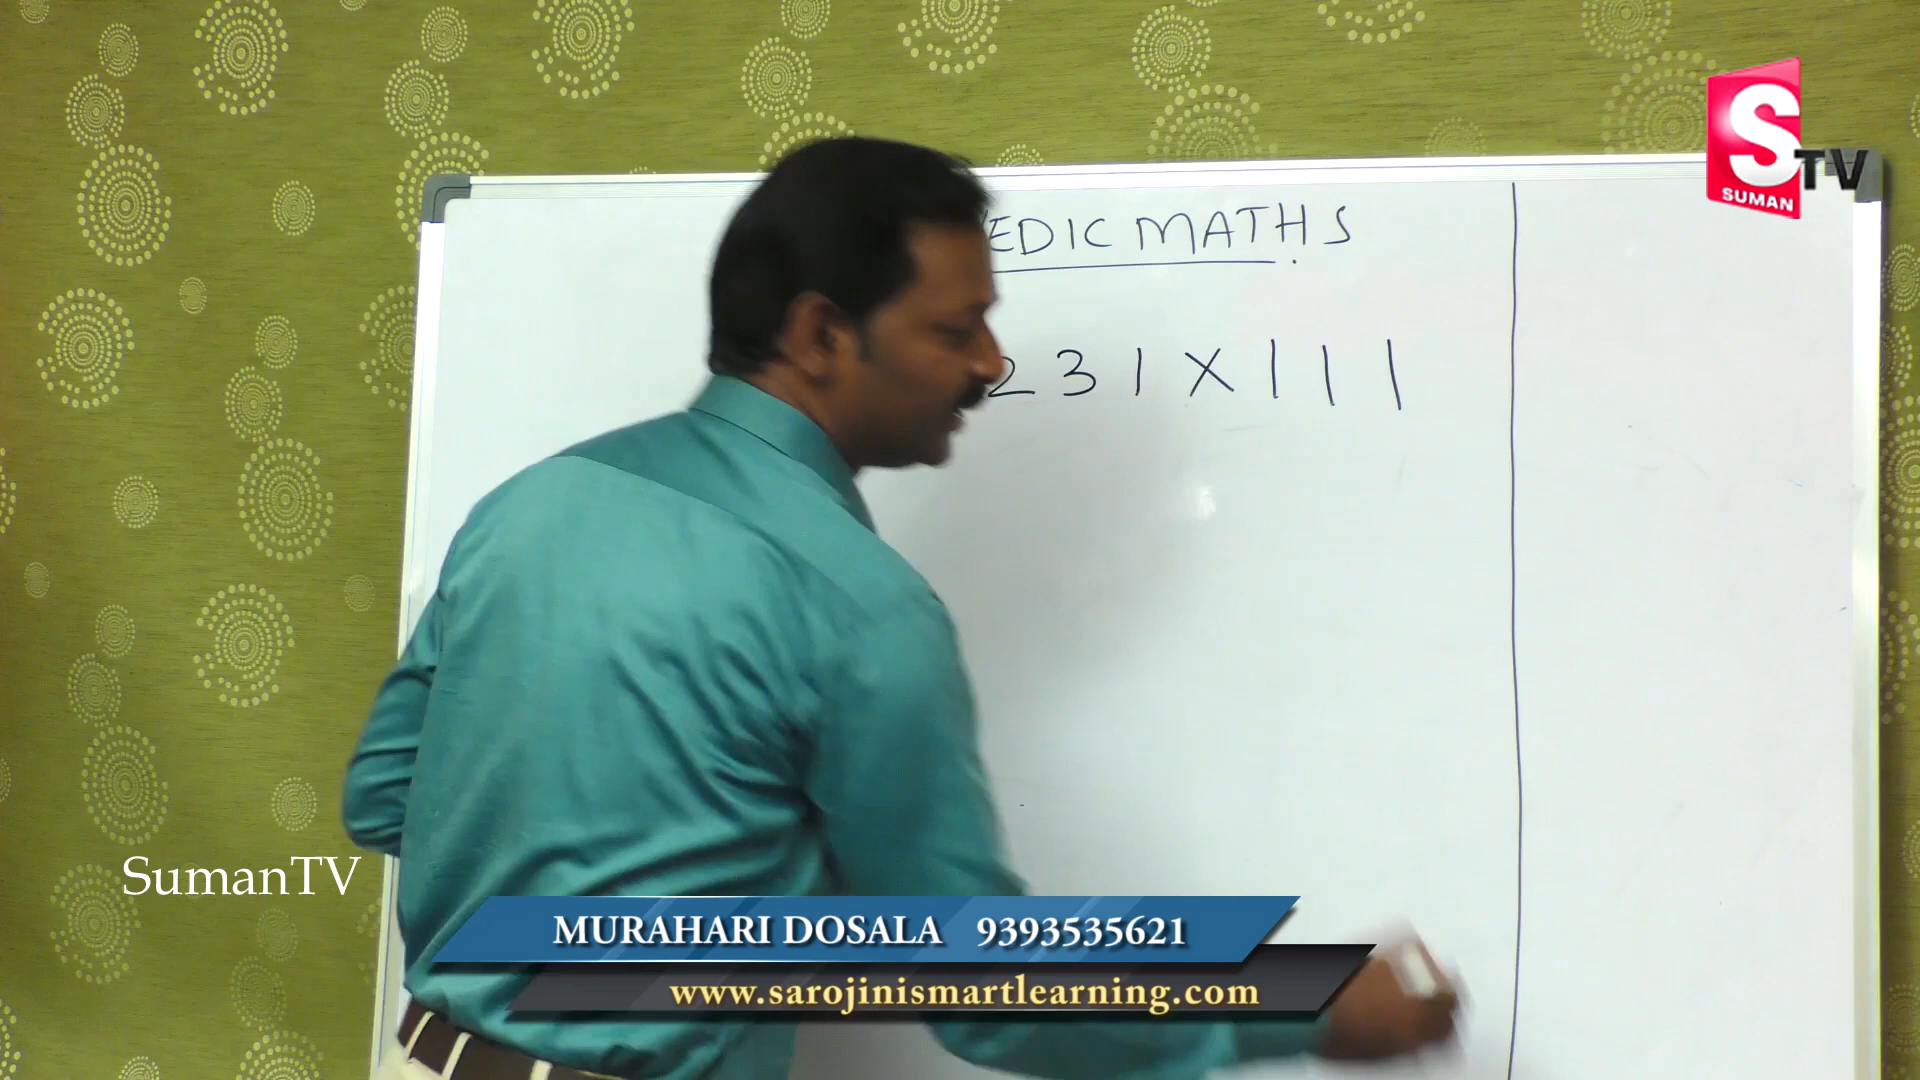 S TV
SUMAN
EDIC MATHS
231 X 111
SumanTV
MURAHARI DOSALA 9393535621
www.sarojinismartlearning.com